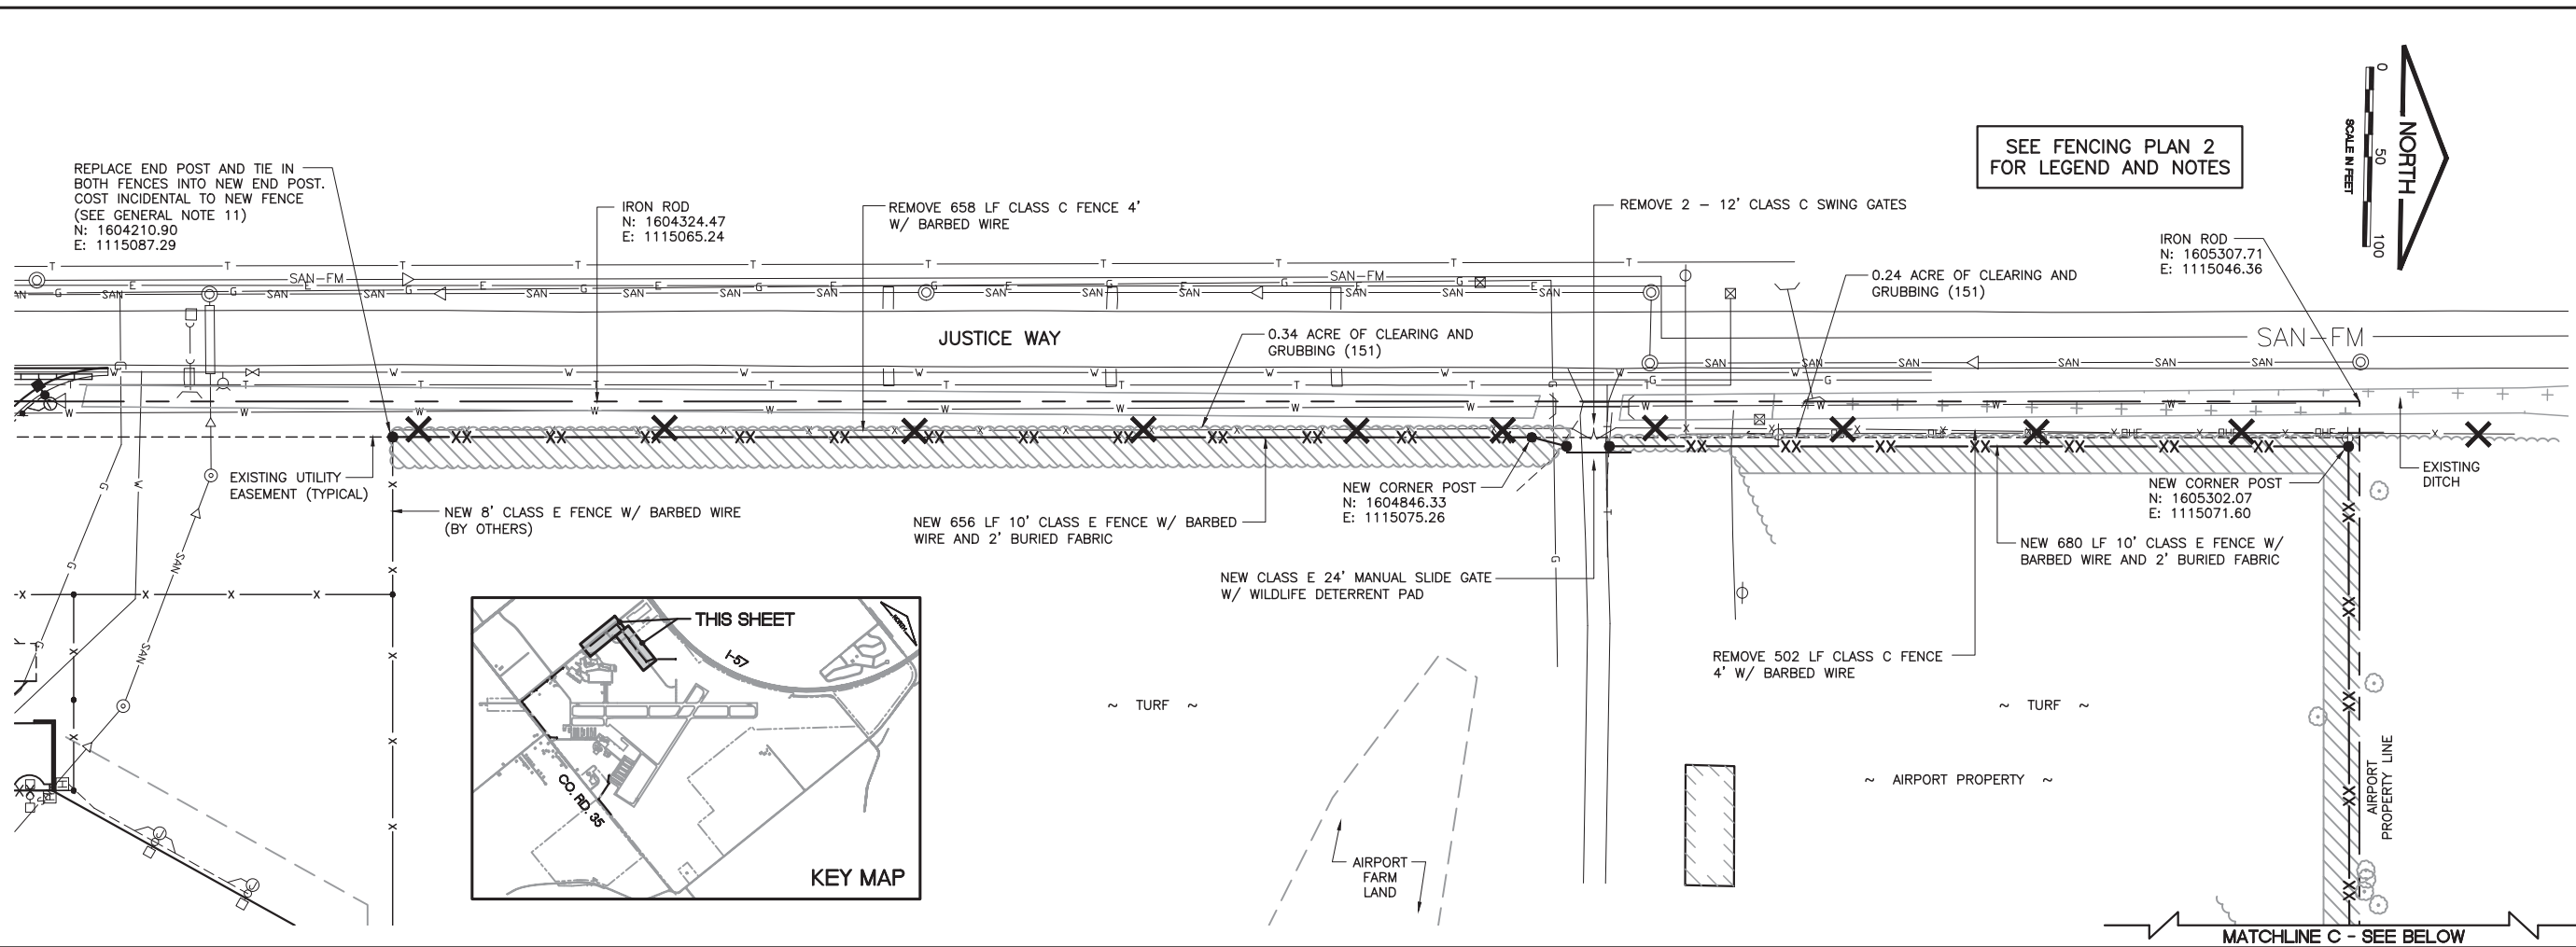 REPLACE END POST AND TIE IN
BOTH FENCES INTO NEW END POST.
COST INCIDENTAL TO NEW FENCE
(SEE GENERAL NOTE 11)
N: 1604210.90
E: 1115087.29
IRON ROD
N: 1604324.47
E: 1115065.24
REMOVE 658 LF CLASS C FENCE 4'
W/ BARBED WIRE
REMOVE 2 - 12' CLASS C SWING GATES
SEE FENCING PLAN 2
FOR LEGEND AND NOTES
0
50
100
SCALE IN FEET
NORTH
IRON ROD
N: 1605307.71
E: 1115046.36
0.24 ACRE OF CLEARING AND
GRUBBING (151)
SAN-FM
SAN-FM
SAN-FM
JUSTICE WAY
0.34 ACRE OF CLEARING AND
GRUBBING (151)
EXISTING UTILITY
EASEMENT (TYPICAL)
NEW 8' CLASS E FENCE W/ BARBED WIRE
(BY OTHERS)
NEW 656 LF 10' CLASS E FENCE W/ BARBED
WIRE AND 2' BURIED FABRIC
NEW CORNER POST
N: 1604846.33
E: 1115075.26
NEW CLASS E 24' MANUAL SLIDE GATE
W/ WILDLIFE DETERRENT PAD
NEW CORNER POST
N: 1605302.07
E: 1115071.60
EXISTING
DITCH
NEW 680 LF 10' CLASS E FENCE W/
BARBED WIRE AND 2' BURIED FABRIC
REMOVE 502 LF CLASS C FENCE
4' W/ BARBED WIRE
THIS SHEET
I-57
CO. RD. 35
NORTH
KEY MAP
~ TURF ~
~ TURF ~
~ AIRPORT PROPERTY ~
AIRPORT
FARM
LAND
AIRPORT
PROPERTY LINE
MATCHLINE C - SEE BELOW